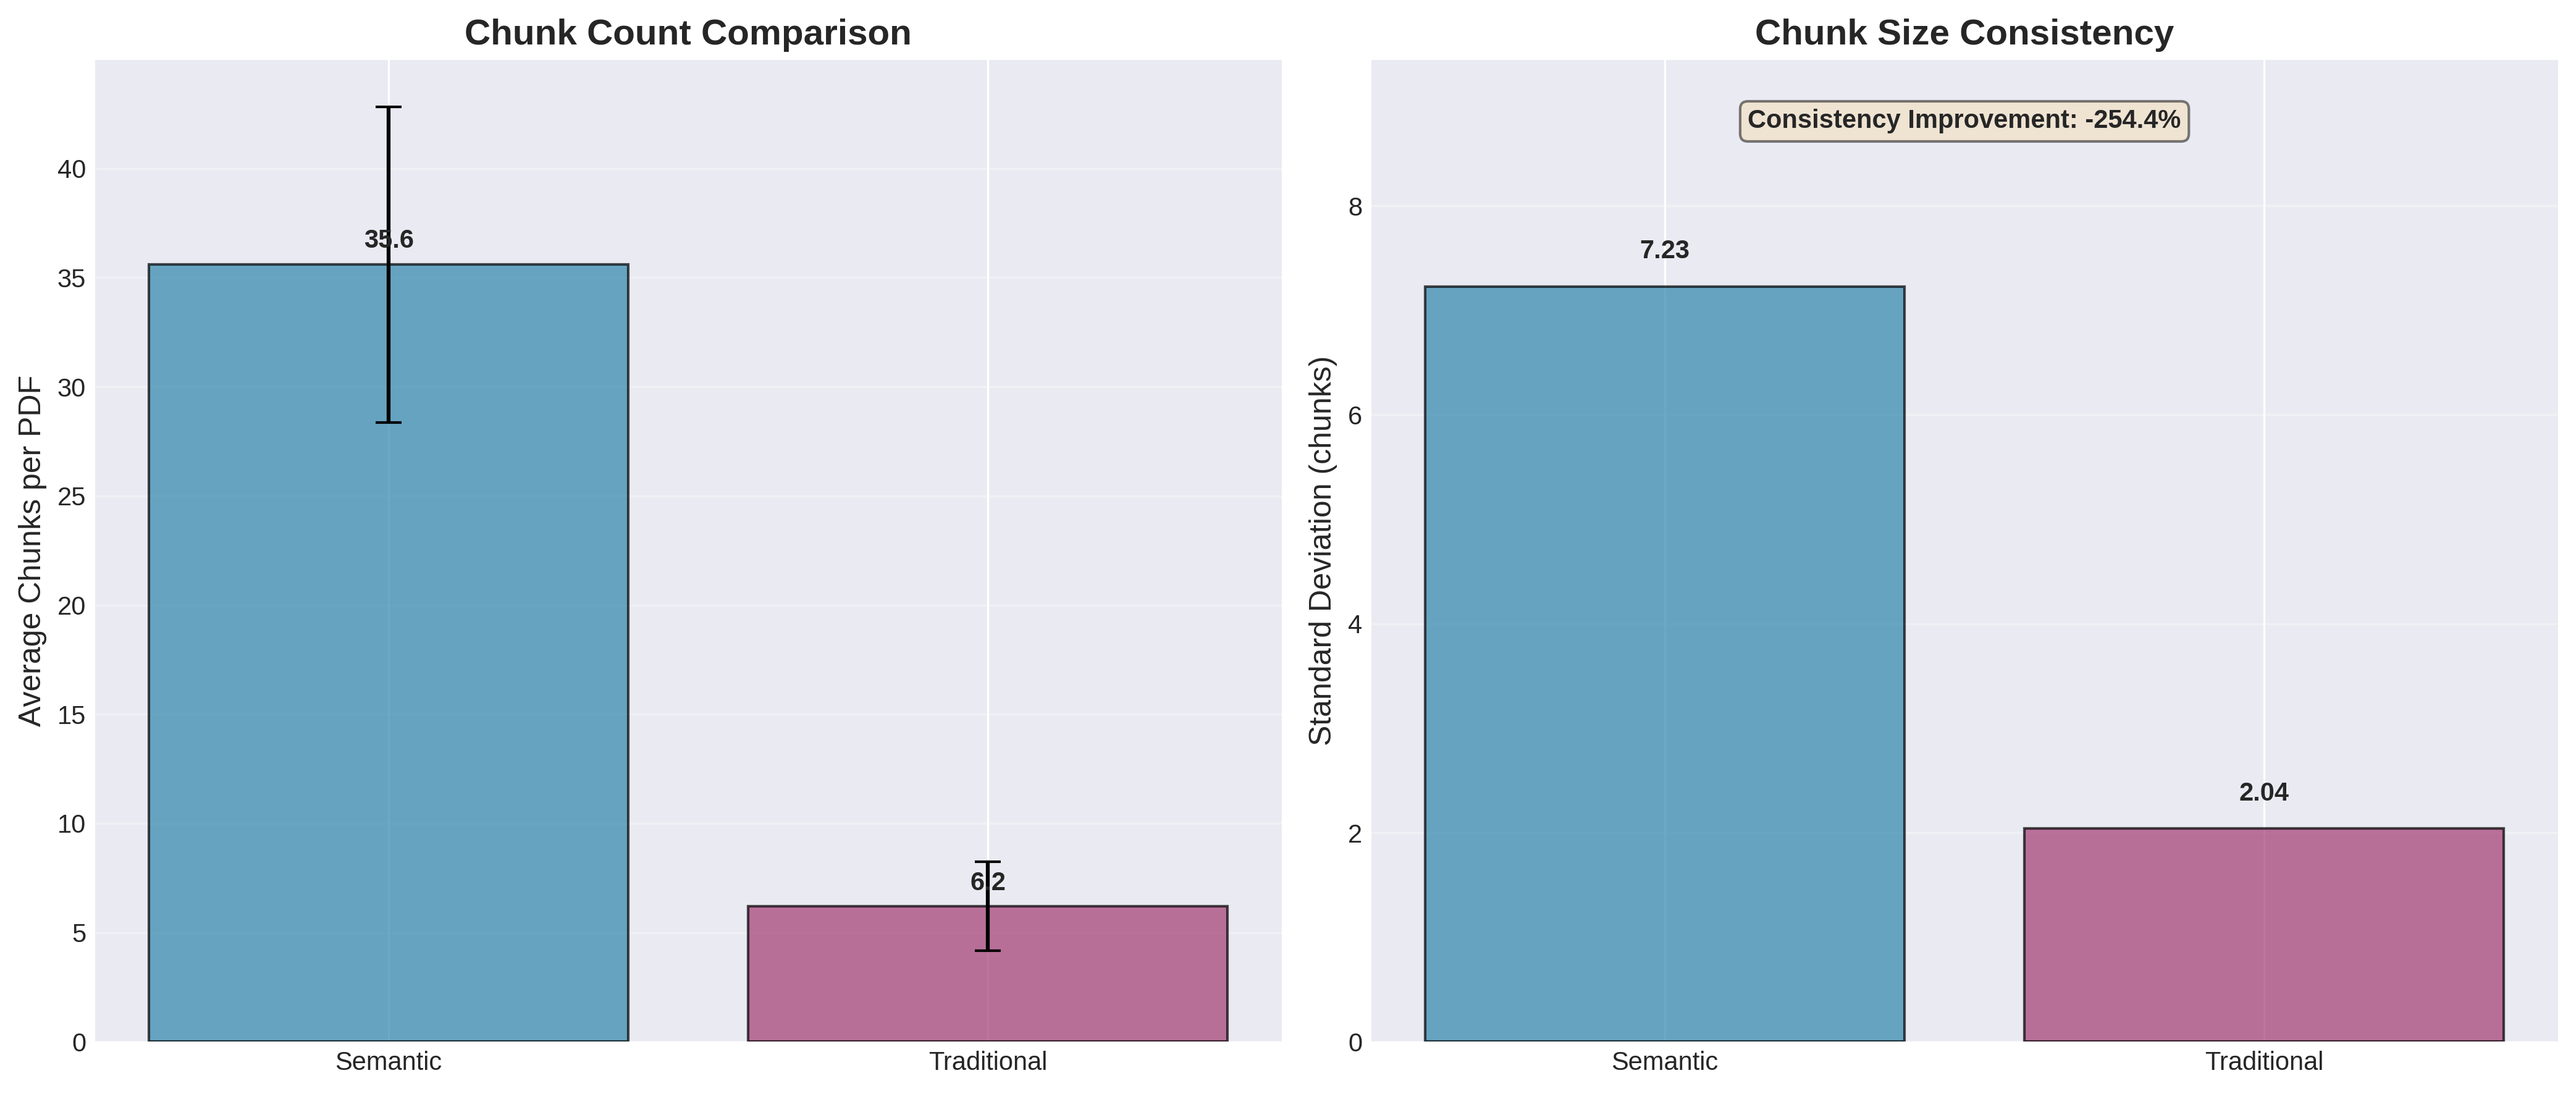 Chunk Count Comparison
Average Chunks per PDF
40
35
30
25
20
15
10
5
0
35.6
6.2
Semantic
Traditional
Chunk Size Consistency
Consistency Improvement: -254.4%
Standard Deviation (chunks)
8
6
4
2
0
7.23
2.04
Semantic
Traditional